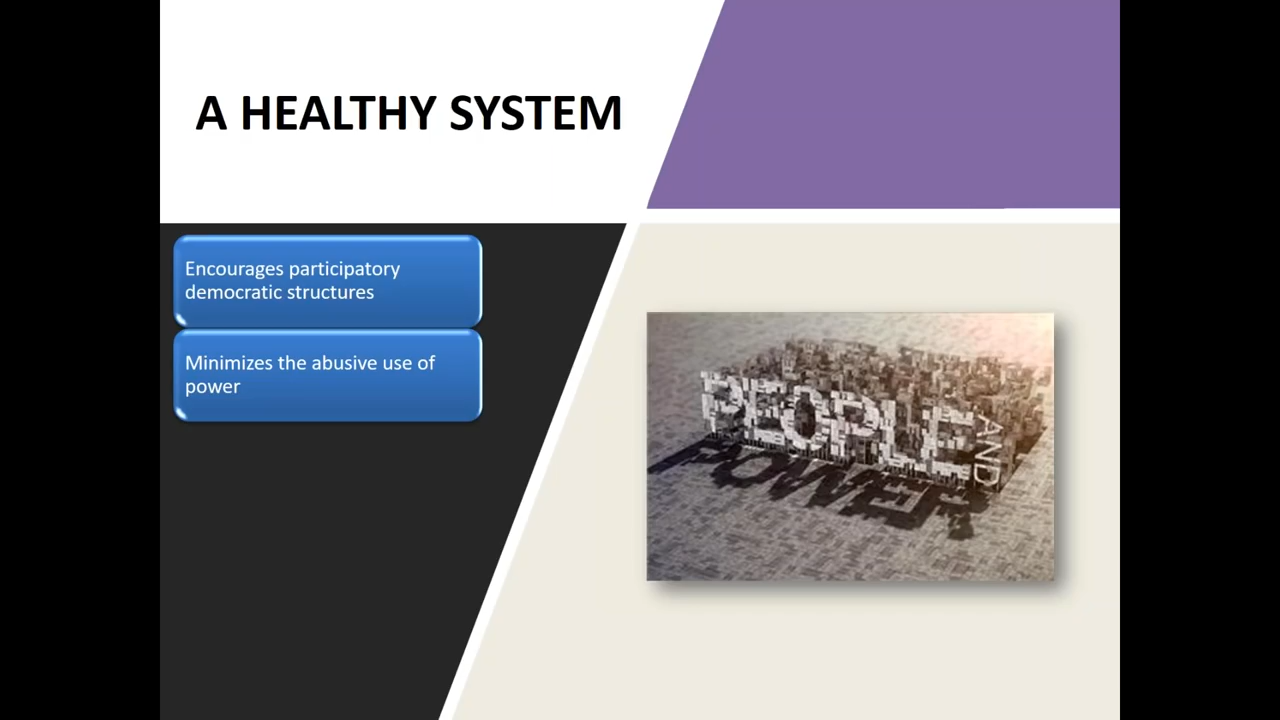 A HEALTHY SYSTEM
Encourages participatory
democratic structures
Minimizes the abusive use of
power
PEOPLE
AND
POWER